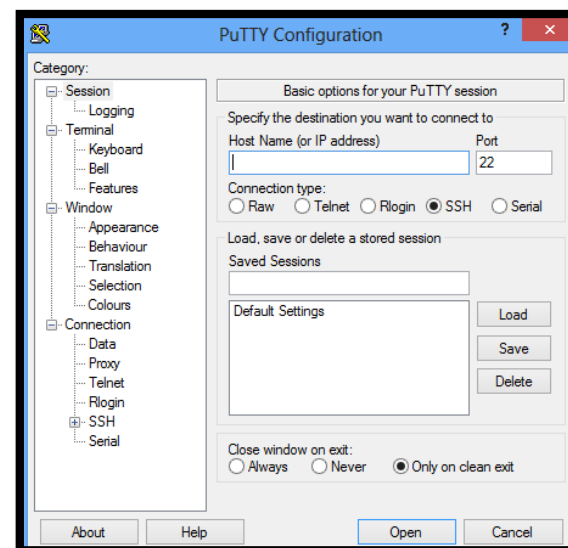 PuTTY Configuration
?
×
Category:
Session
Logging
Terminal
Keyboard
Bell
Features
Window
Appearance
Behaviour
Translation
Selection
Colours
Connection
Data
Proxy
Telnet
Rlogin
SSH
Serial
Basic options for your PuTTY session
Specify the destination you want to connect to
Host Name (or IP address) Port
22
Connection type:
Raw Telnet Rlogin SSH Serial
Load, save or delete a stored session
Saved Sessions
Default Settings
Load
Save
Delete
Close window on exit:
Always Never Only on clean exit
About Help Open Cancel